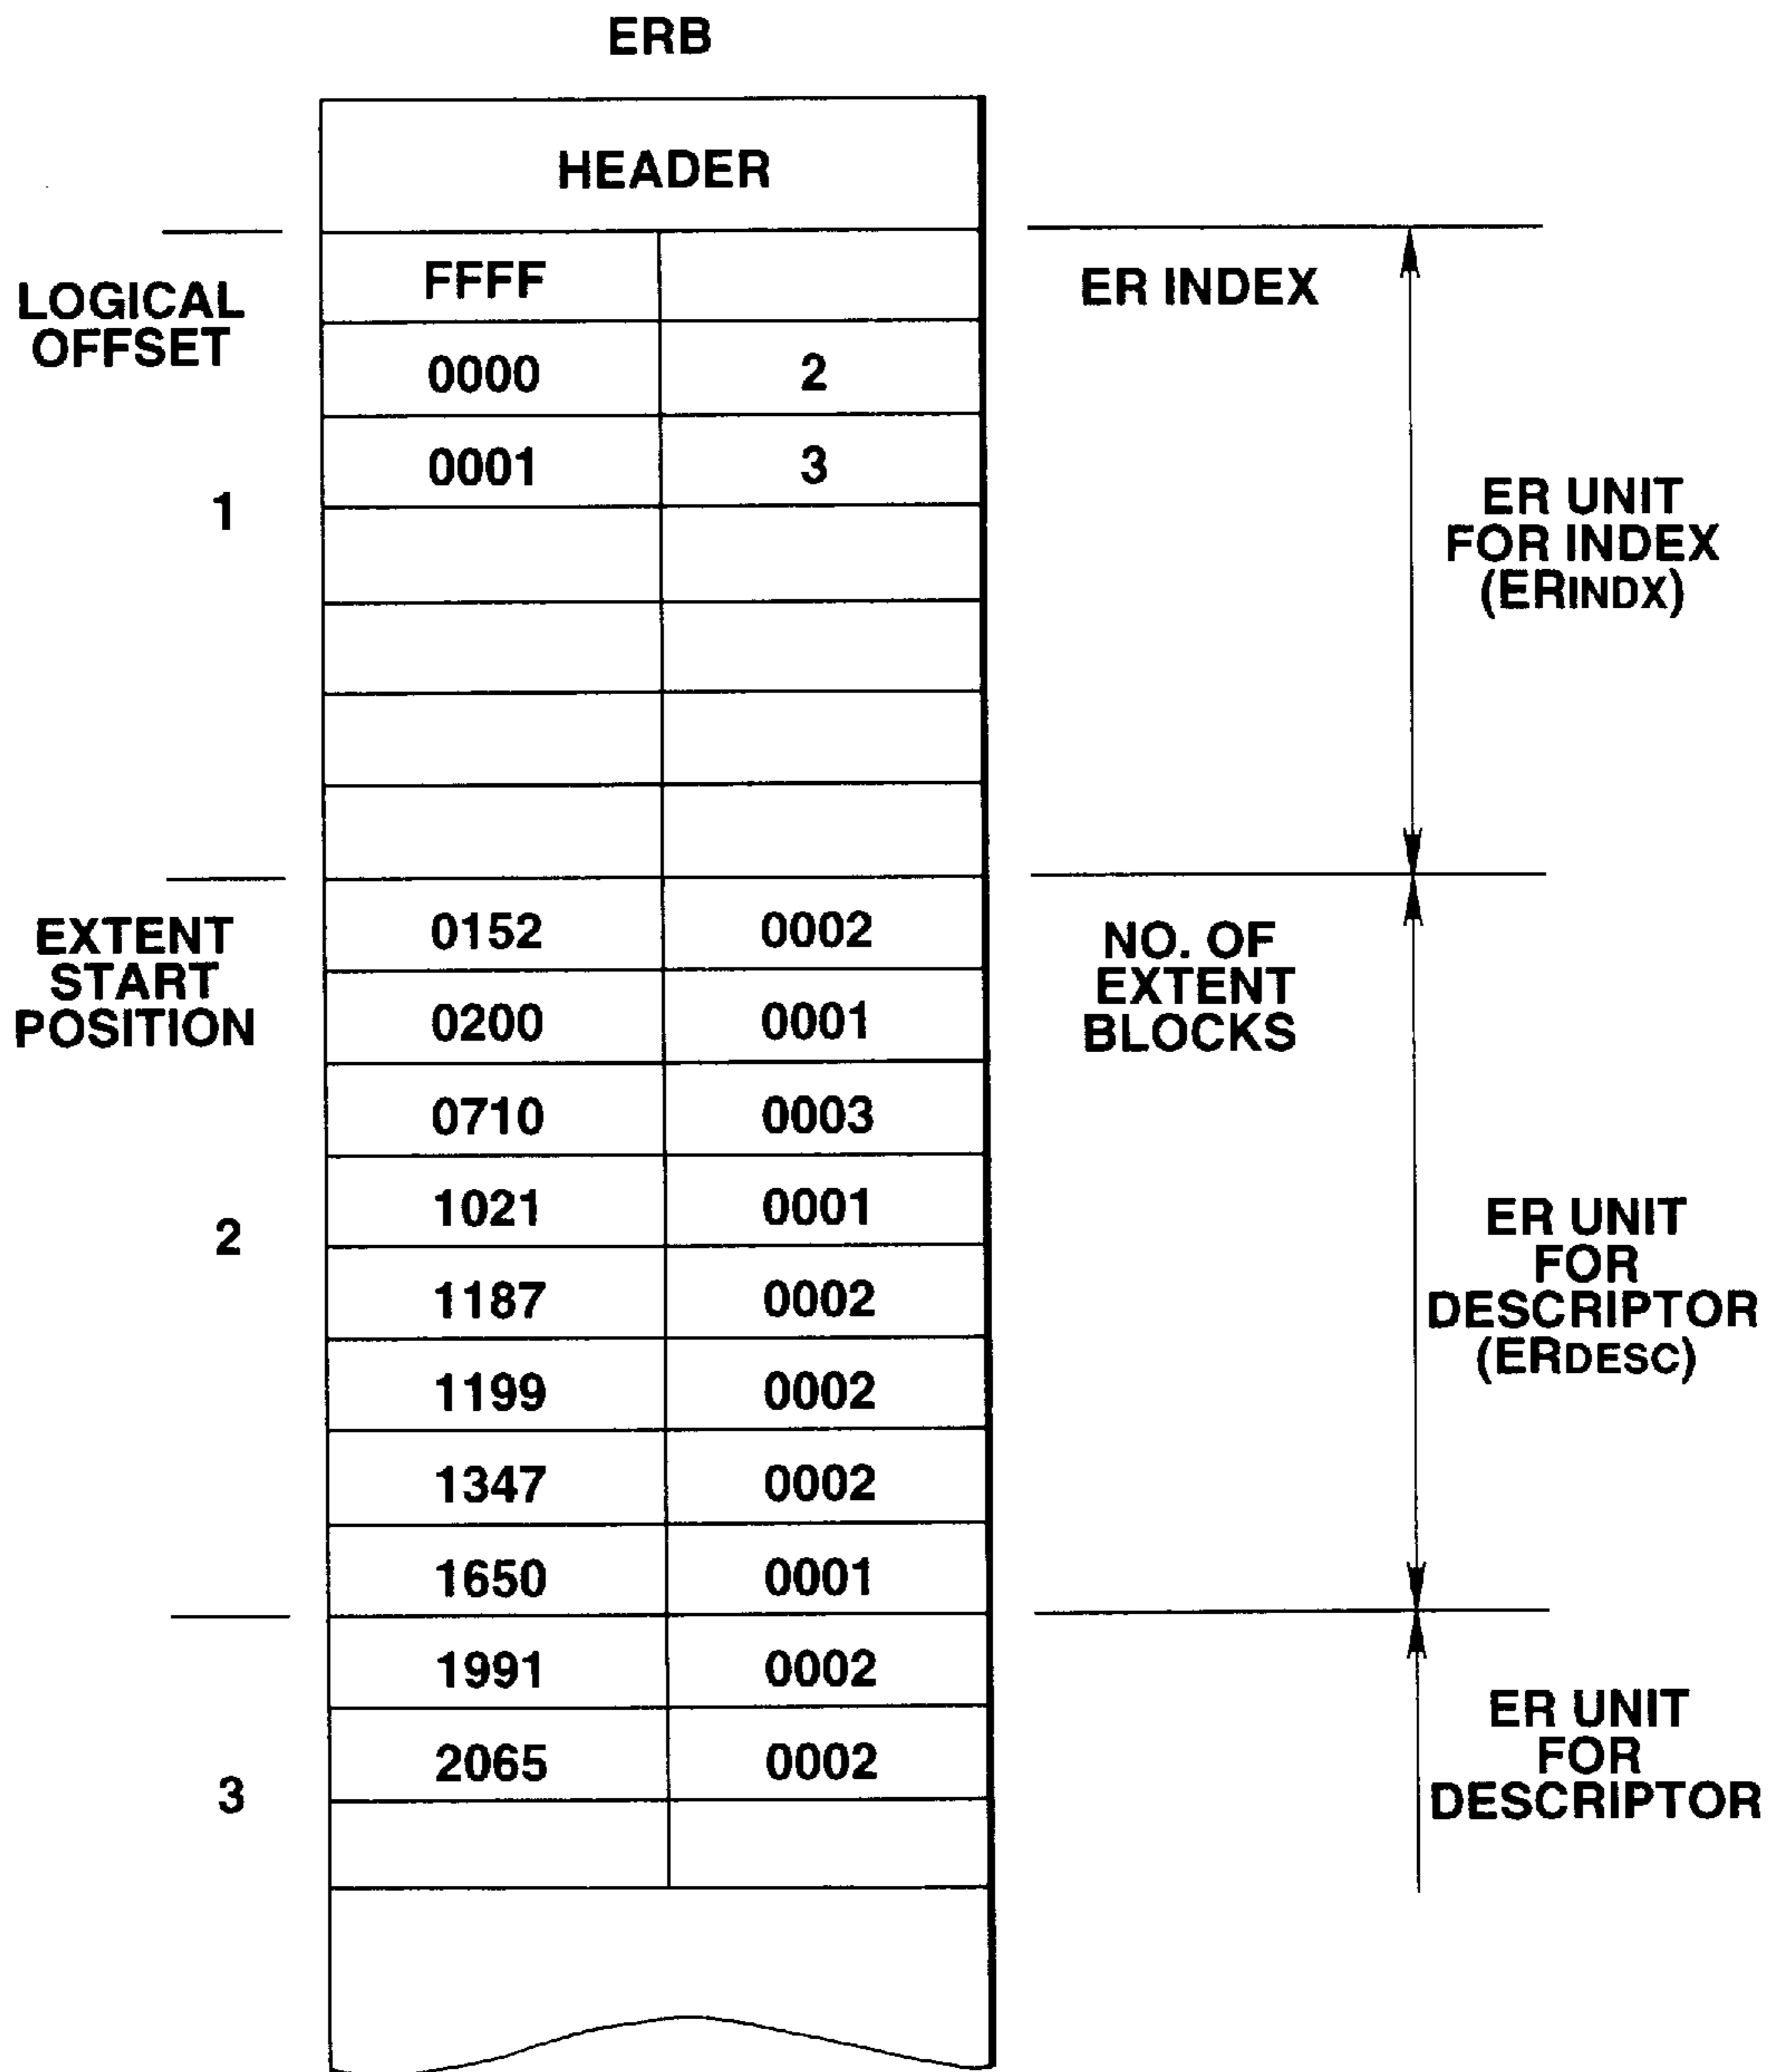 ERB
HEADER
LOGICAL
OFFSET
FFFF
ER INDEX
0000 2
0001 3
1
ER UNIT
FOR INDEX
(ERINDX)
EXTENT
START
POSITION
0152 0002
NO. OF
EXTENT
BLOCKS
0200 0001
0710 0003
1021 0001
2
1187 0002
ER UNIT
FOR
DESCRIPTOR
(ERDESC)
1199 0002
1347 0002
1650 0001
1991 0002
2065 0002
3
ER UNIT
FOR
DESCRIPTOR